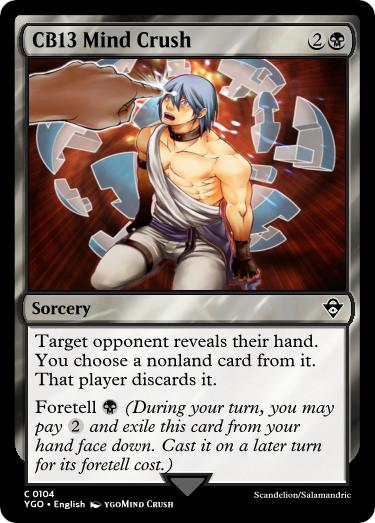 CB13 Mind Crush 2
Sorcery
Target opponent reveals their hand.
You choose a nonland card from it.
That player discards it.
Foretell (During your turn, you may
pay 2 and exile this card from your
hand face down. Cast it on a later turn
for its foretell cost.)
C 0104
YGO • English YGOMIND CRUSH
Scandelion/Salamandric